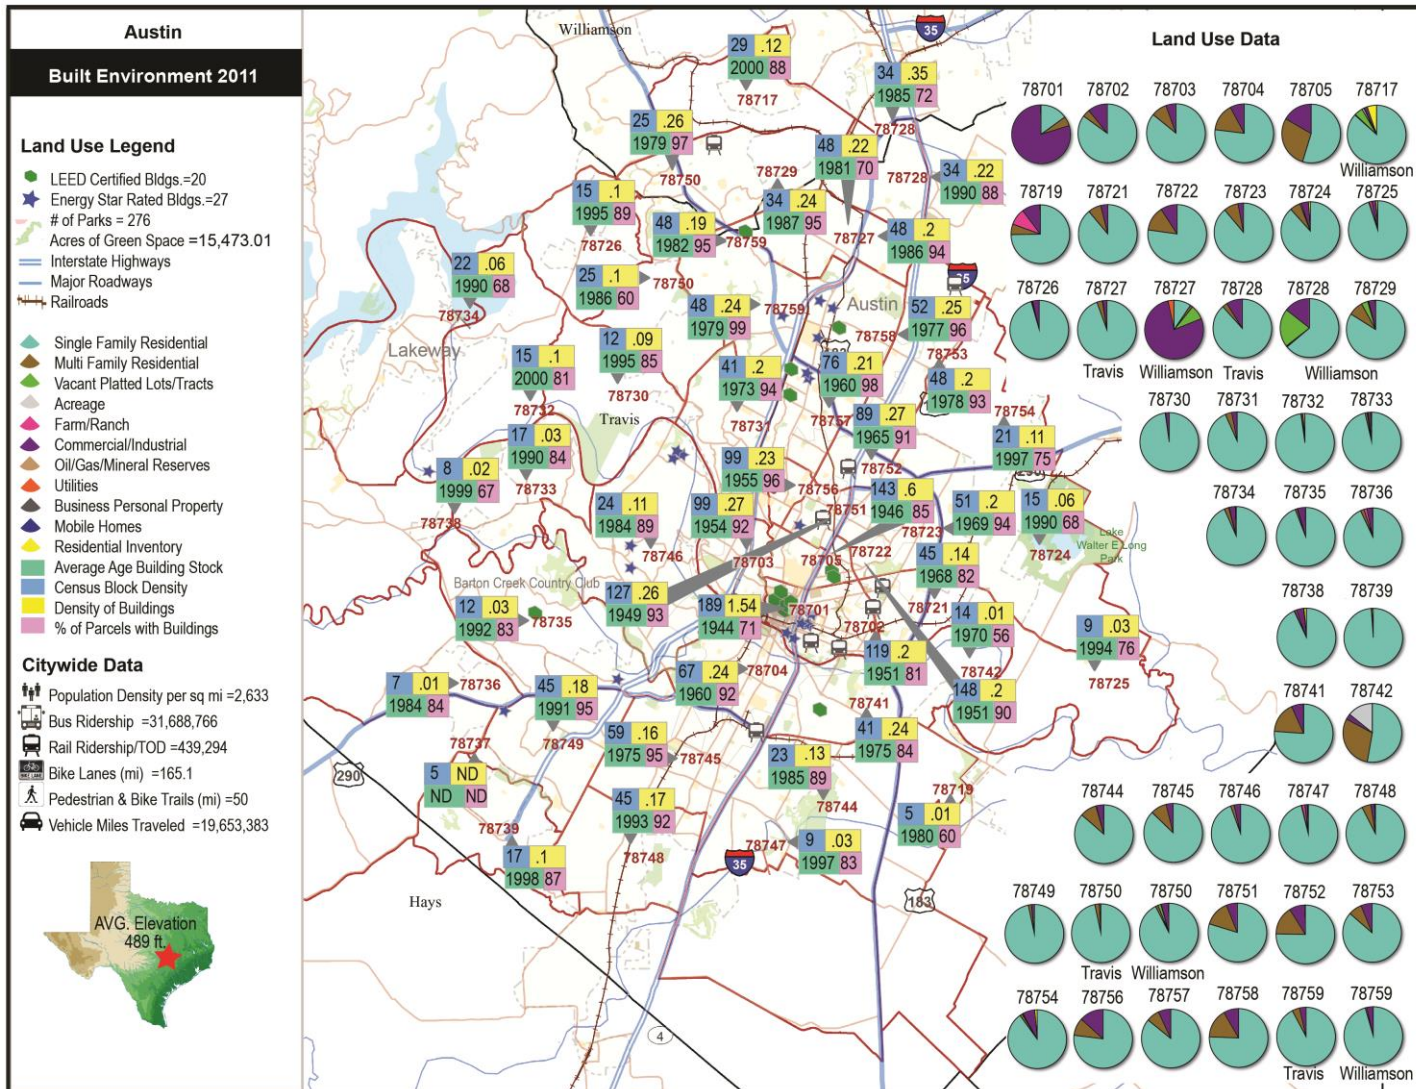 Austin
Built Environment 2011
Land Use Legend
LEED Certified Bldgs.=20
Energy Star Rated Bldgs.=27
# of Parks = 276
Acres of Green Space =15,473.01
Interstate Highways
Major Roadways
Railroads
Single Family Residential
Multi Family Residential
Vacant Platted Lots/Tracts
Acreage
Farm/Ranch
Commercial/Industrial
Oil/Gas/Mineral Reserves
Utilities
Business Personal Property
Mobile Homes
Residential Inventory
Average Age Building Stock
Census Block Density
Density of Buildings
% of Parcels with Buildings
Citywide Data
Population Density per sq mi =2,633
Bus Ridership =31,688,766
Rail Ridership/TOD =439,294
BIKE LANE
Bike Lanes (mi) =165.1
Pedestrian & Bike Trails (mi) =50
Vehicle Miles Traveled =19,653,383
AVG. Elevation
489 ft.
Williamson
35
29 .12
2000 88
78717
34 .35
1985 72
78728
25 .26
1979 97
78750
48 .22
1981 70
78727
78729
34 .24
1987 95
78728
34 .22
1990 88
15 .1
1995 89
78726
48 .19
1982 95
78759
48 .2
1986 94
22 .06
1990 68
78734
25 .1
1986 60
78750
48 .24
1979 99
78759
Austin
35
52 .25
1977 96
78758
Lakeway
12 .09
1995 85
78730
15 .1
2000 81
78732
41 .2
1973 94
78731
76 .21
1960 98
78757
78753
48 .2
1978 93
Travis
89 .27
1965 91
78752
78754
21 .11
1997 75
290
17 .03
1990 84
78733
8 .02
1999 67
78738
99 .23
1955 96
78756
143 .6
1946 85
78751
78705
51 .2
1969 94
78723
15 .06
1990 68
78724
Lake
Walter E Long
Park
24 .11
1984 89
78746
99 .27
1954 92
78703
78722
45 .14
1968 82
78721
Barton Creek Country Club
12 .03
1992 83
78735
127 .26
1949 93
189 1.54
1944 71
78701
78702
119 .2
1951 81
14 .01
1970 56
78742
9 .03
1994 76
78725
148 .2
1951 90
7 .01
1984 84
78736
45 .18
1991 95
78749
67 .24
1960 92
78704
78741
41 .24
1975 84
290
78737
5 ND
ND ND
59 .16
1975 95
78745
23 .13
1985 89
78744
78719
5 .01
1980 60
45 .17
1993 92
78748
78739
17 .1
1998 87
78747
9 .03
1997 83
35
183
Hays
4
Land Use Data
78701 78702 78703 78704 78705 78717
Williamson
78719 78721 78722 78723 78724 78725
78726 78727 78727 78728 78728 78729
Travis Williamson Travis Williamson
78730 78731 78732 78733
78734 78735 78736
78738 78739
78741 78742
78744 78745 78746 78747 78748
78749 78750 78750 78751 78752 78753
Travis Williamson
78754 78756 78757 78758 78759 78759
Travis Williamson